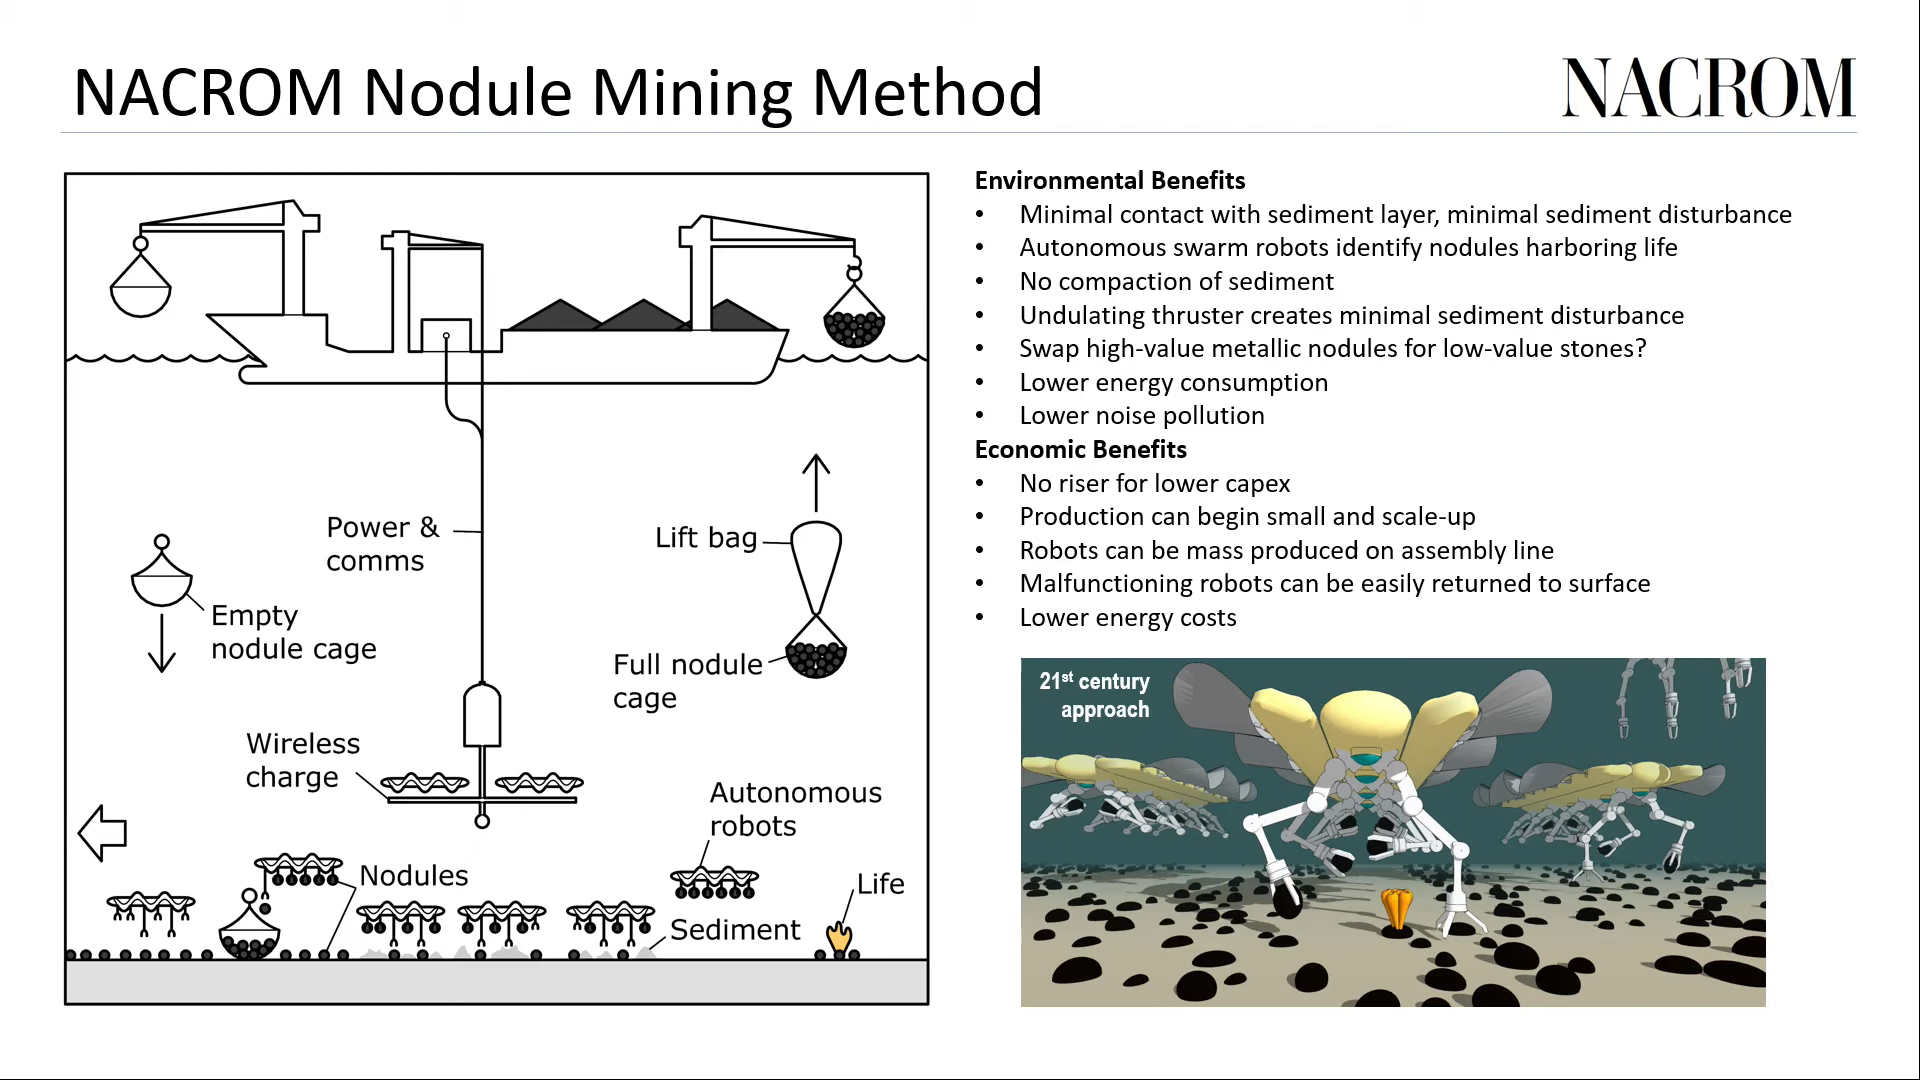 NACROM Nodule Mining Method
NACROM
Power &
comms
Lift bag
Empty
nodule cage
Full nodule
cage
Wireless
charge
Autonomous
robots
Nodules
Life
Sediment
Environmental Benefits
• Minimal contact with sediment layer, minimal sediment disturbance
• Autonomous swarm robots identify nodules harboring life
• No compaction of sediment
• Undulating thruster creates minimal sediment disturbance
• Swap high-value metallic nodules for low-value stones?
• Lower energy consumption
• Lower noise pollution
Economic Benefits
• No riser for lower capex
• Production can begin small and scale-up
• Robots can be mass produced on assembly line
• Malfunctioning robots can be easily returned to surface
• Lower energy costs
21st century
approach